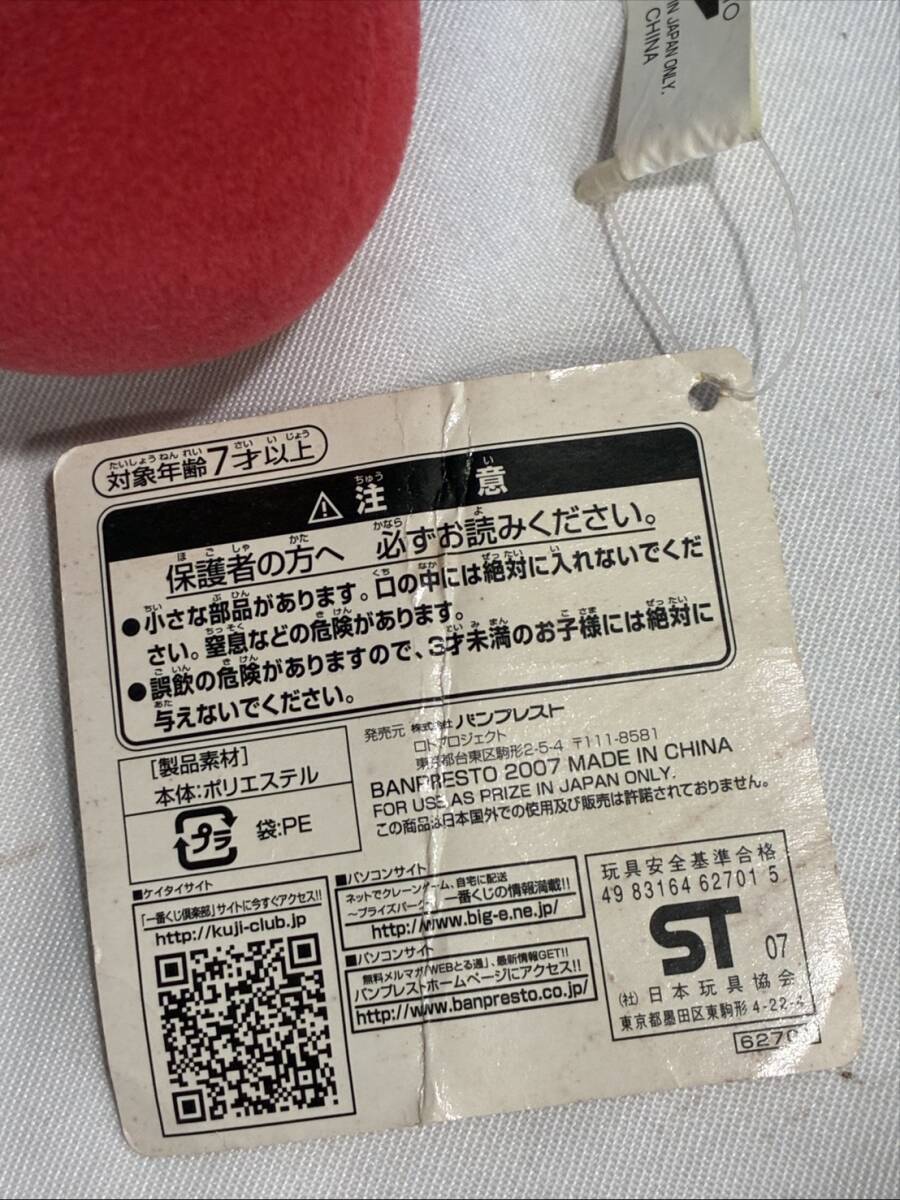 IN JAPAN ONLY.
CHINA
対象年齢7才以上
⚠注意
保護者の方へ 必ずお読みください。
●小さな部品があります。口の中には絶対に入れないでくだ
さい。窒息などの危険があります。
●誤飲の危険がありますので、3才未満のお子様には絶対に
与えないでください。
[製品素材]
本体:ポリエステル
プラ 袋:PE
発売元 株式会社 バンプレスト
ロトプロジェクト
東京都台東区駒形2-5-4 〒111-8581
BANPRESTO 2007 MADE IN CHINA
FOR USE AS PRIZE IN JAPAN ONLY.
この商品は日本国外での使用及び販売は許諾されておりません。
■ケイタイサイト
「一番くじ倶楽部」サイトに今すぐアクセス!!
http://kuji-club.jp
■パソコンサイト
ネットでクレーンゲーム、自宅に配送
~プライズパーク 一番くじの情報満載!!
http://www.big-e.ne.jp/
■パソコンサイト
無料メルマガ「WEBとる通」、最新情報GET!!
バンプレストホームページにアクセス!!
http://www.banpresto.co.jp/
玩具安全基準合格
49 83164 62701 5
ST 07
(社)日本玩具協会
東京都墨田区東駒形4-22-4